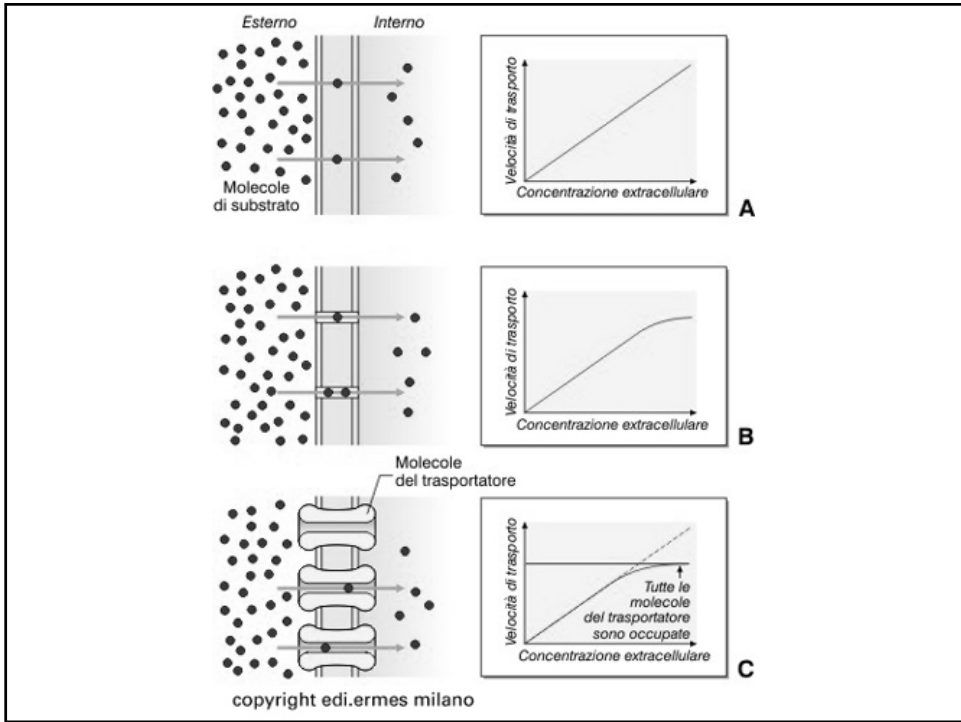 Esterno
Interno
Molecole
di substrato
Velocità di trasporto
Concentrazione extracellulare
A
Velocità di trasporto
Concentrazione extracellulare
B
Molecole
del trasportatore
Velocità di trasporto
Tutte le
molecole
del trasportatore
sono occupate
Concentrazione extracellulare
C
copyright edi.ermes milano